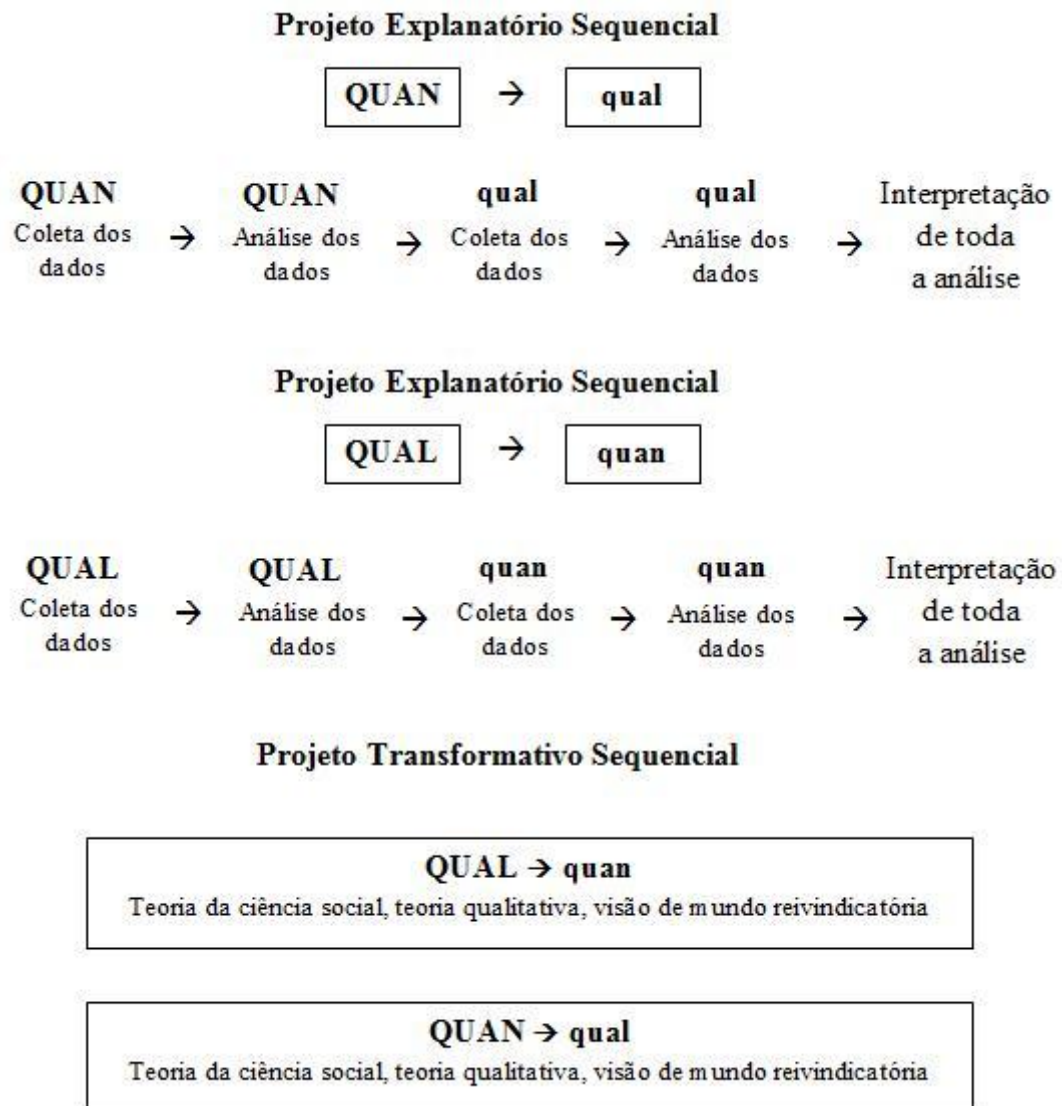 Projeto Explanatório Sequencial
QUAN → qual
QUAN QUAN qual qual Interpretação
Coleta dos → Análise dos → Coleta dos → Análise dos → de toda
dados dados dados dados a análise
Projeto Explanatório Sequencial
QUAL → quan
QUAL QUAL quan quan Interpretação
Coleta dos → Análise dos → Coleta dos → Análise dos → de toda
dados dados dados dados a análise
Projeto Transformativo Sequencial
QUAL → quan
Teoria da ciência social, teoria qualitativa, visão de mundo reivindicatória
QUAN → qual
Teoria da ciência social, teoria qualitativa, visão de mundo reivindicatória